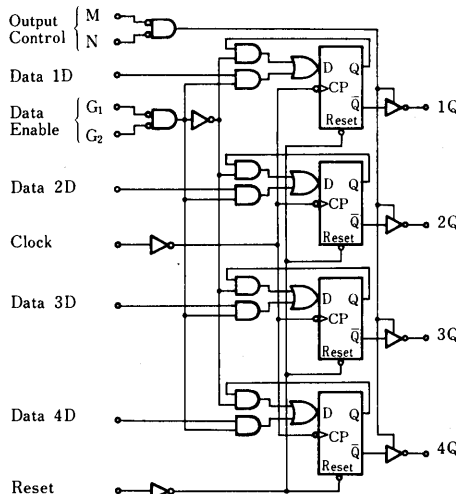 Output Control { M N
Data 1D
Data Enable { G₁ G₂
Data 2D
Clock
Data 3D
Data 4D
Reset
D Q
CP
Q̅
Reset
1Q
D Q
CP
Q̅
Reset
2Q
D Q
CP
Q̅
Reset
3Q
D Q
CP
Q̅
Reset
4Q